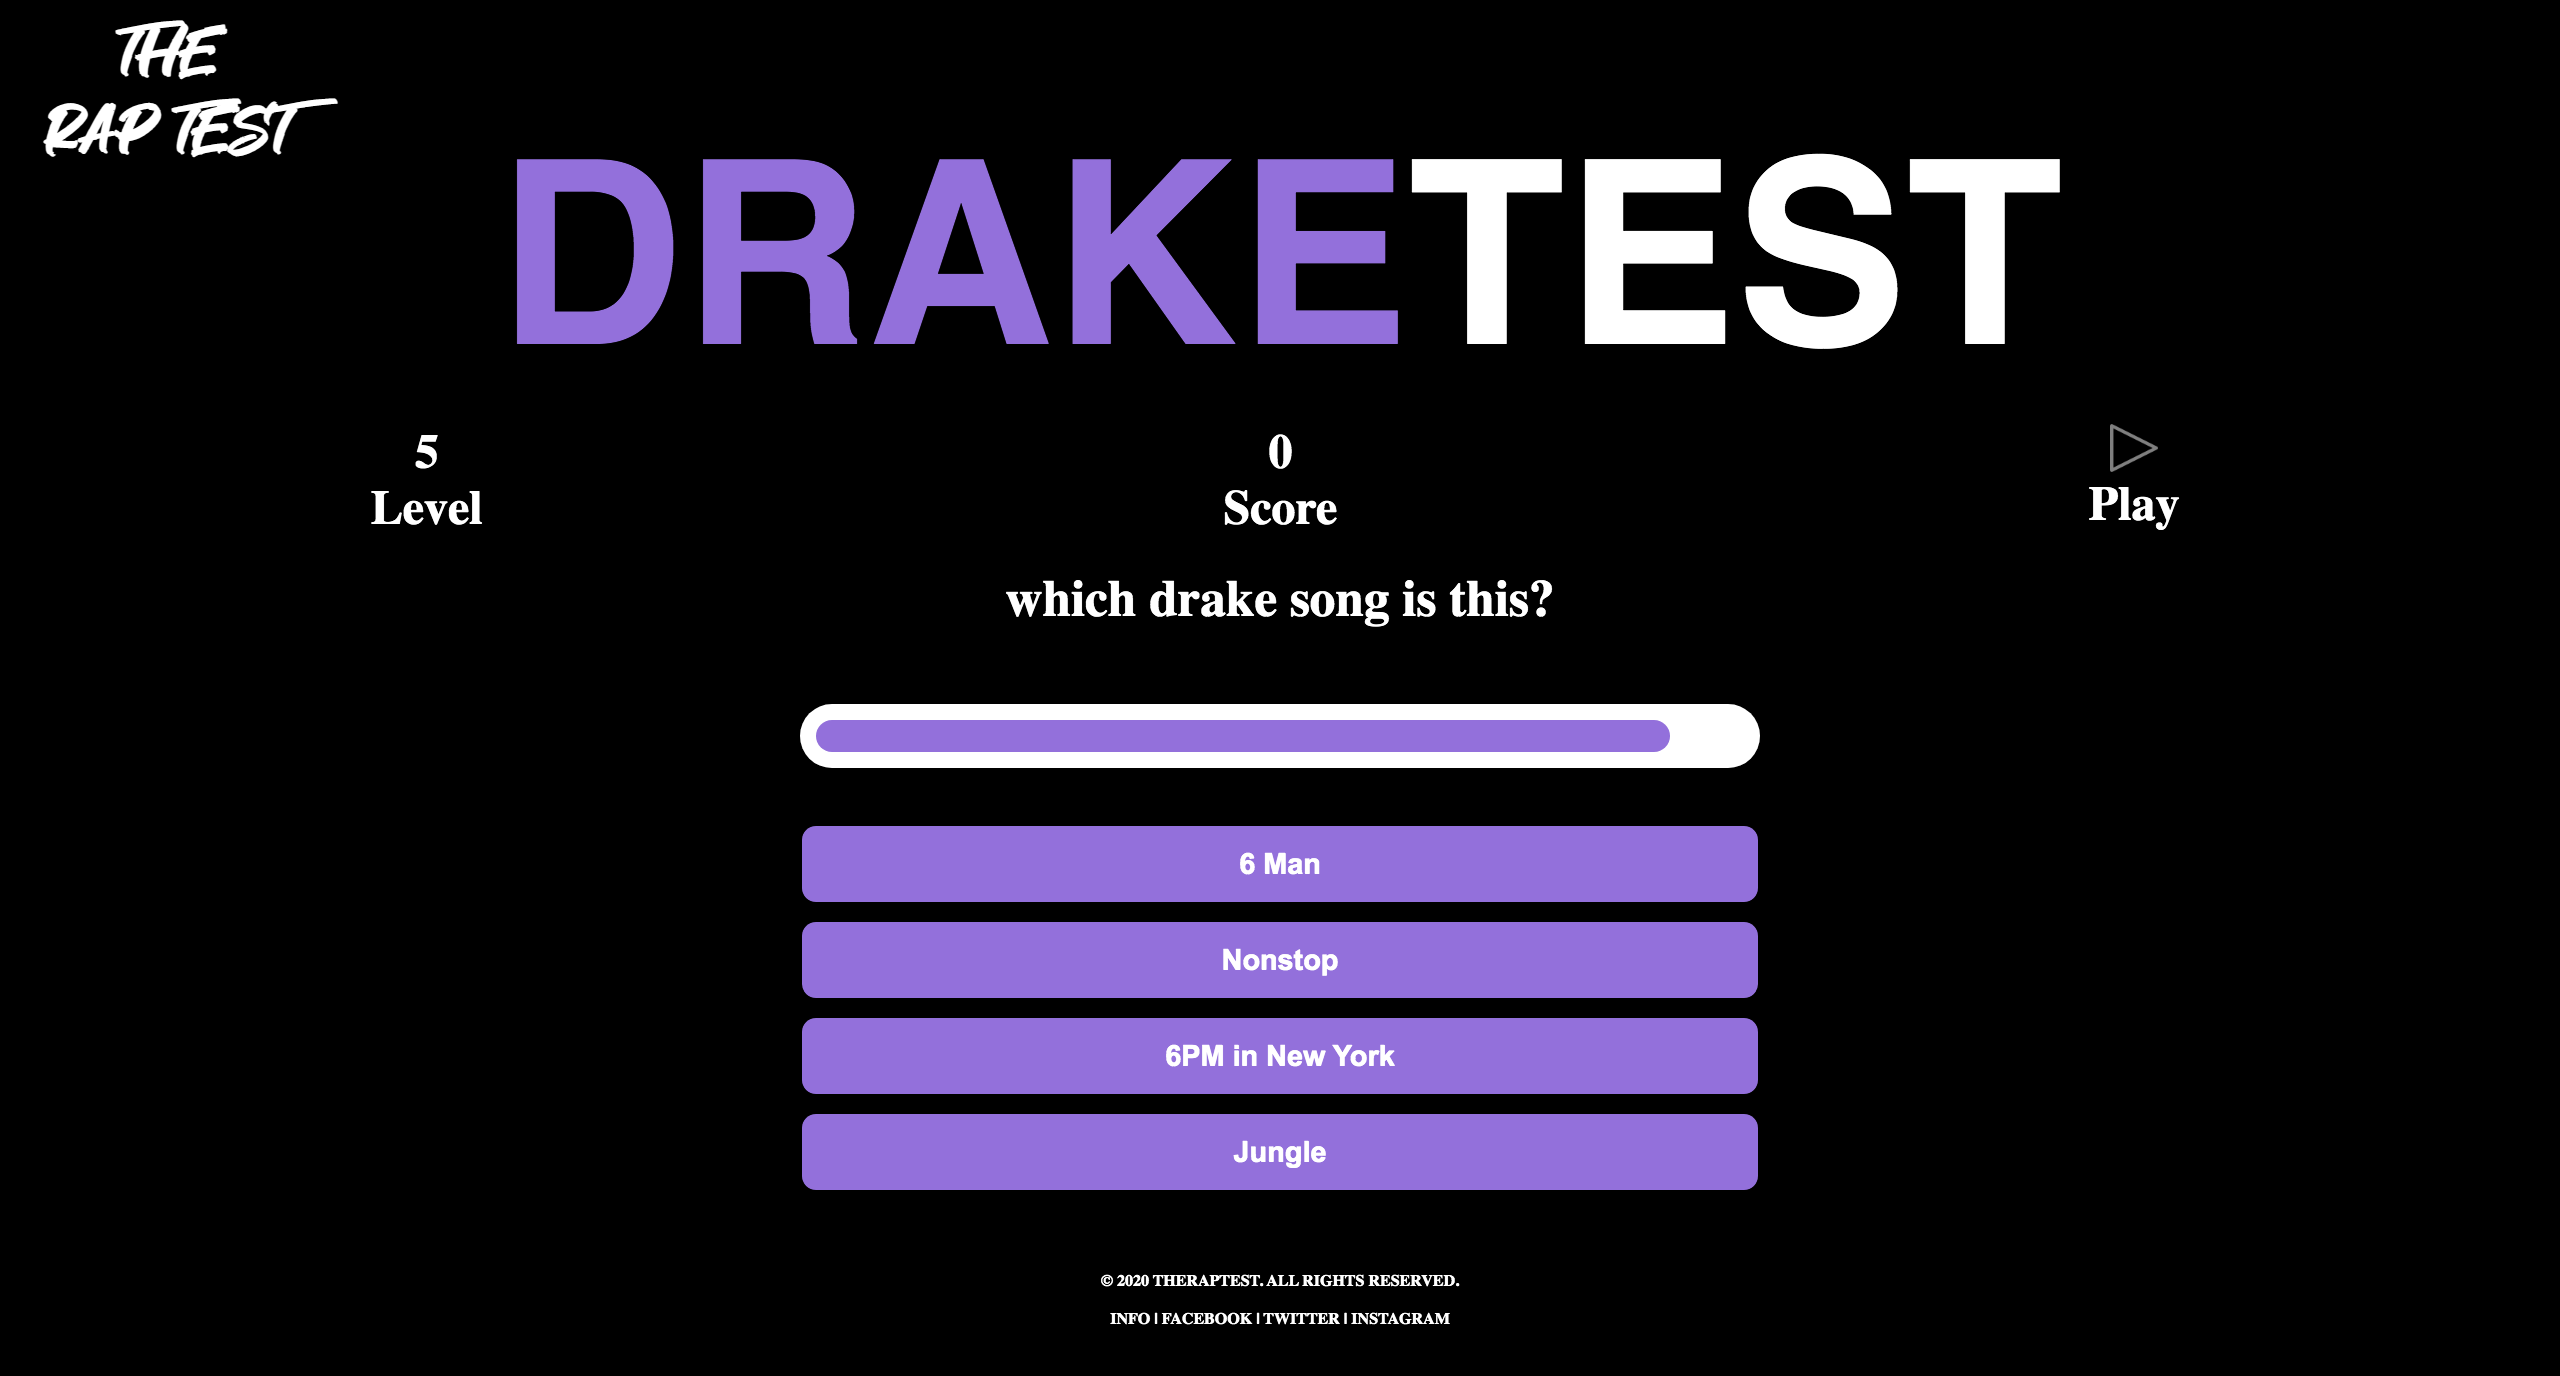 THE
RAP TEST
DRAKETEST
5
Level
0
Score
Play
which drake song is this?
6 Man
Nonstop
6PM in New York
Jungle
© 2020 THERAPTEST. ALL RIGHTS RESERVED.
INFO | FACEBOOK | TWITTER | INSTAGRAM